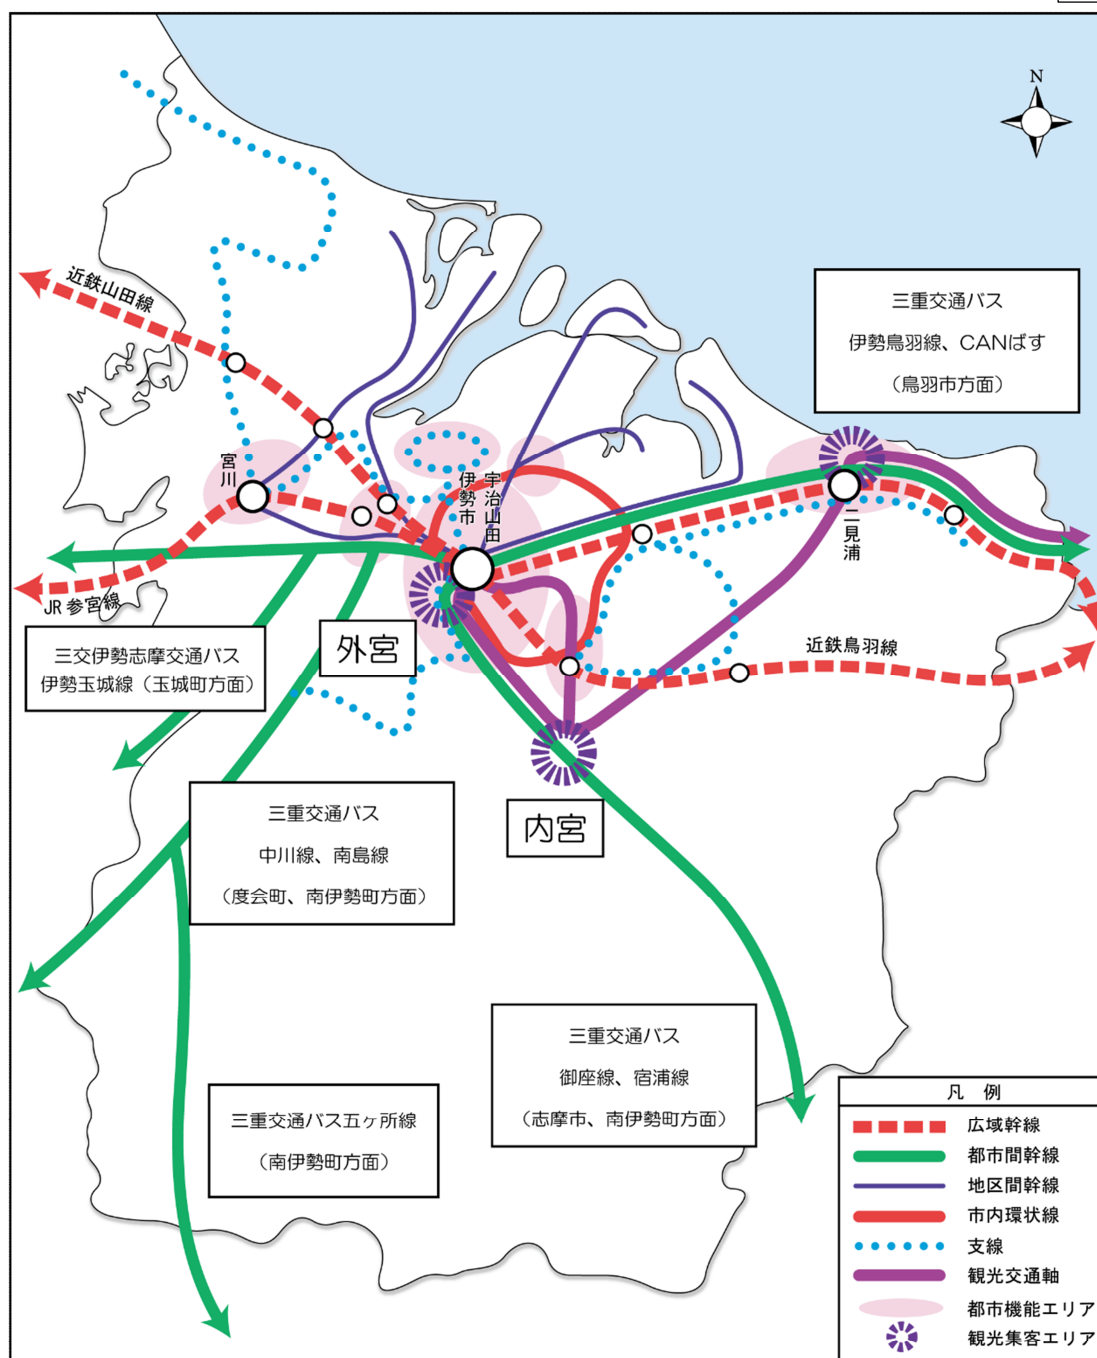 N
近鉄山田線
三重交通バス
伊勢鳥羽線、CANばす
(鳥羽市方面)
宮川
伊勢市
宇治山田
二見浦
JR参宮線
三交伊勢志摩交通バス
伊勢玉城線(玉城町方面)
外宮
近鉄鳥羽線
三重交通バス
中川線、南島線
(度会町、南伊勢町方面)
内宮
三重交通バス
御座線、宿浦線
(志摩市、南伊勢町方面)
三重交通バス五ヶ所線
(南伊勢町方面)
凡 例
広域幹線
都市間幹線
地区間幹線
市内環状線
支線
観光交通軸
都市機能エリア
観光集客エリア